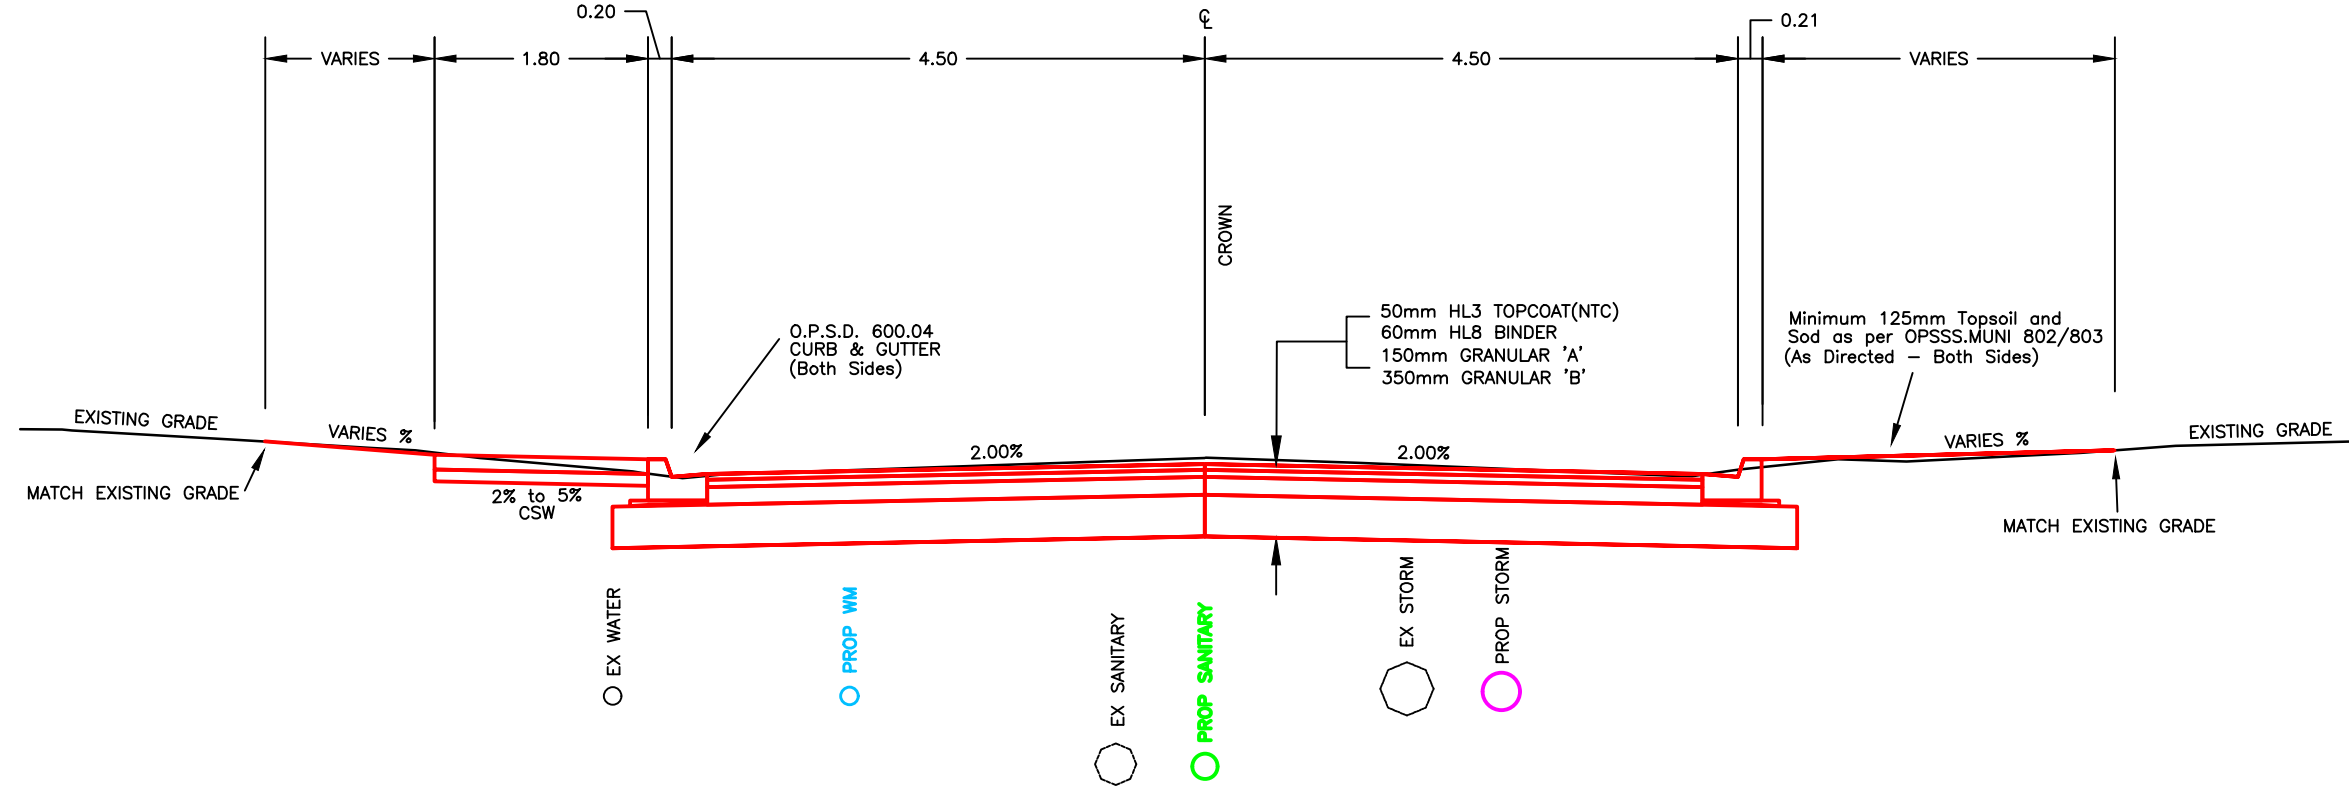 0.20
℄
0.21
VARIES
1.80
4.50
4.50
VARIES
CROWN
O.P.S.D. 600.04
CURB & GUTTER
(Both Sides)
50mm HL3 TOPCOAT(NTC)
60mm HL8 BINDER
150mm GRANULAR 'A'
350mm GRANULAR 'B'
Minimum 125mm Topsoil and
Sod as per OPSSS.MUNI 802/803
(As Directed – Both Sides)
EXISTING GRADE
VARIES %
2.00%
2.00%
VARIES %
EXISTING GRADE
MATCH EXISTING GRADE
2% to 5%
CSW
MATCH EXISTING GRADE
EX WATER
PROP WM
EX SANITARY
PROP SANITARY
EX STORM
PROP STORM